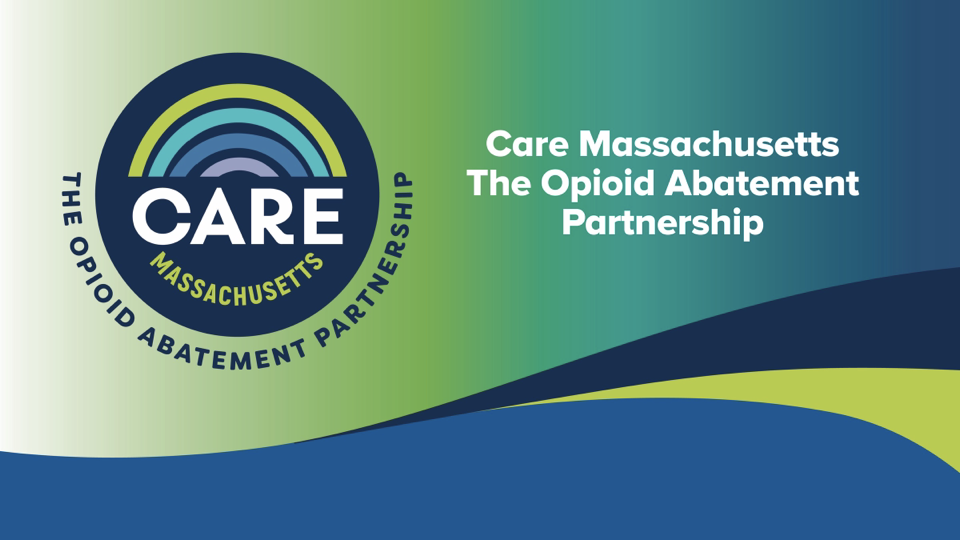 CARE
MASSACHUSETTS
THE OPIOID ABATEMENT PARTNERSHIP
Care Massachusetts
The Opioid Abatement
Partnership